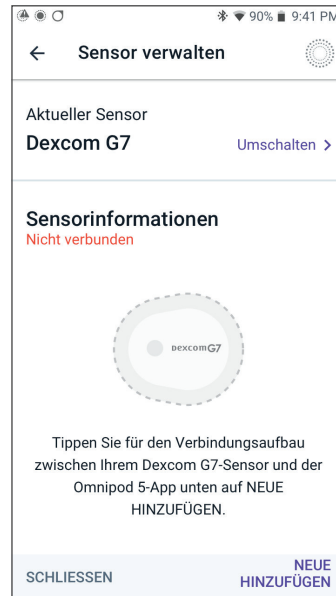 90% 9:41 PM
Sensor verwalten
Aktueller Sensor
Dexcom G7
Umschalten >
Sensorinformationen
Nicht verbunden
Dexcom G7
Tippen Sie für den Verbindungsaufbau
zwischen Ihrem Dexcom G7-Sensor und der
Omnipod 5-App unten auf NEUE
HINZUFÜGEN.
SCHLIESSEN
NEUE
HINZUFÜGEN